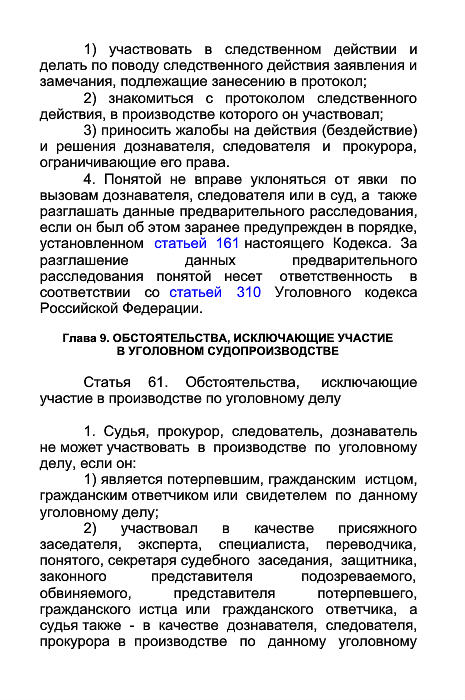 1) участвовать в следственном действии и
делать по поводу следственного действия заявления и
замечания, подлежащие занесению в протокол;
2) знакомиться с протоколом следственного
действия, в производстве которого он участвовал;
3) приносить жалобы на действия (бездействие)
и решения дознавателя, следователя и прокурора,
ограничивающие его права.
4. Понятой не вправе уклоняться от явки по
вызовам дознавателя, следователя или в суд, а также
разглашать данные предварительного расследования,
если он был об этом заранее предупрежден в порядке,
установленном статьей 161 настоящего Кодекса. За
разглашение данных предварительного
расследования понятой несет ответственность в
соответствии со статьей 310 Уголовного кодекса
Российской Федерации.
Глава 9. ОБСТОЯТЕЛЬСТВА, ИСКЛЮЧАЮЩИЕ УЧАСТИЕ
В УГОЛОВНОМ СУДОПРОИЗВОДСТВЕ
Статья 61. Обстоятельства, исключающие
участие в производстве по уголовному делу
1. Судья, прокурор, следователь, дознаватель
не может участвовать в производстве по уголовному
делу, если он:
1) является потерпевшим, гражданским истцом,
гражданским ответчиком или свидетелем по данному
уголовному делу;
2) участвовал в качестве присяжного
заседателя, эксперта, специалиста, переводчика,
понятого, секретаря судебного заседания, защитника,
законного представителя подозреваемого,
обвиняемого, представителя потерпевшего,
гражданского истца или гражданского ответчика, а
судья также - в качестве дознавателя, следователя,
прокурора в производстве по данному уголовному